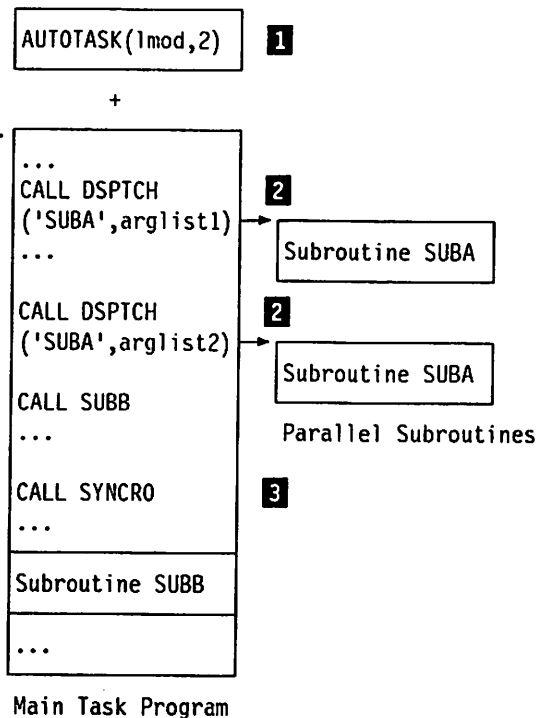 AUTOTASK(lmod,2) 1
+
...
CALL DSPTCH 2
('SUBA',arglist1)
Subroutine SUBA
...
CALL DSPTCH 2
('SUBA',arglist2)
Subroutine SUBA
CALL SUBB
...
Parallel Subroutines
CALL SYNCRO 3
...
Subroutine SUBB
...
Main Task Program